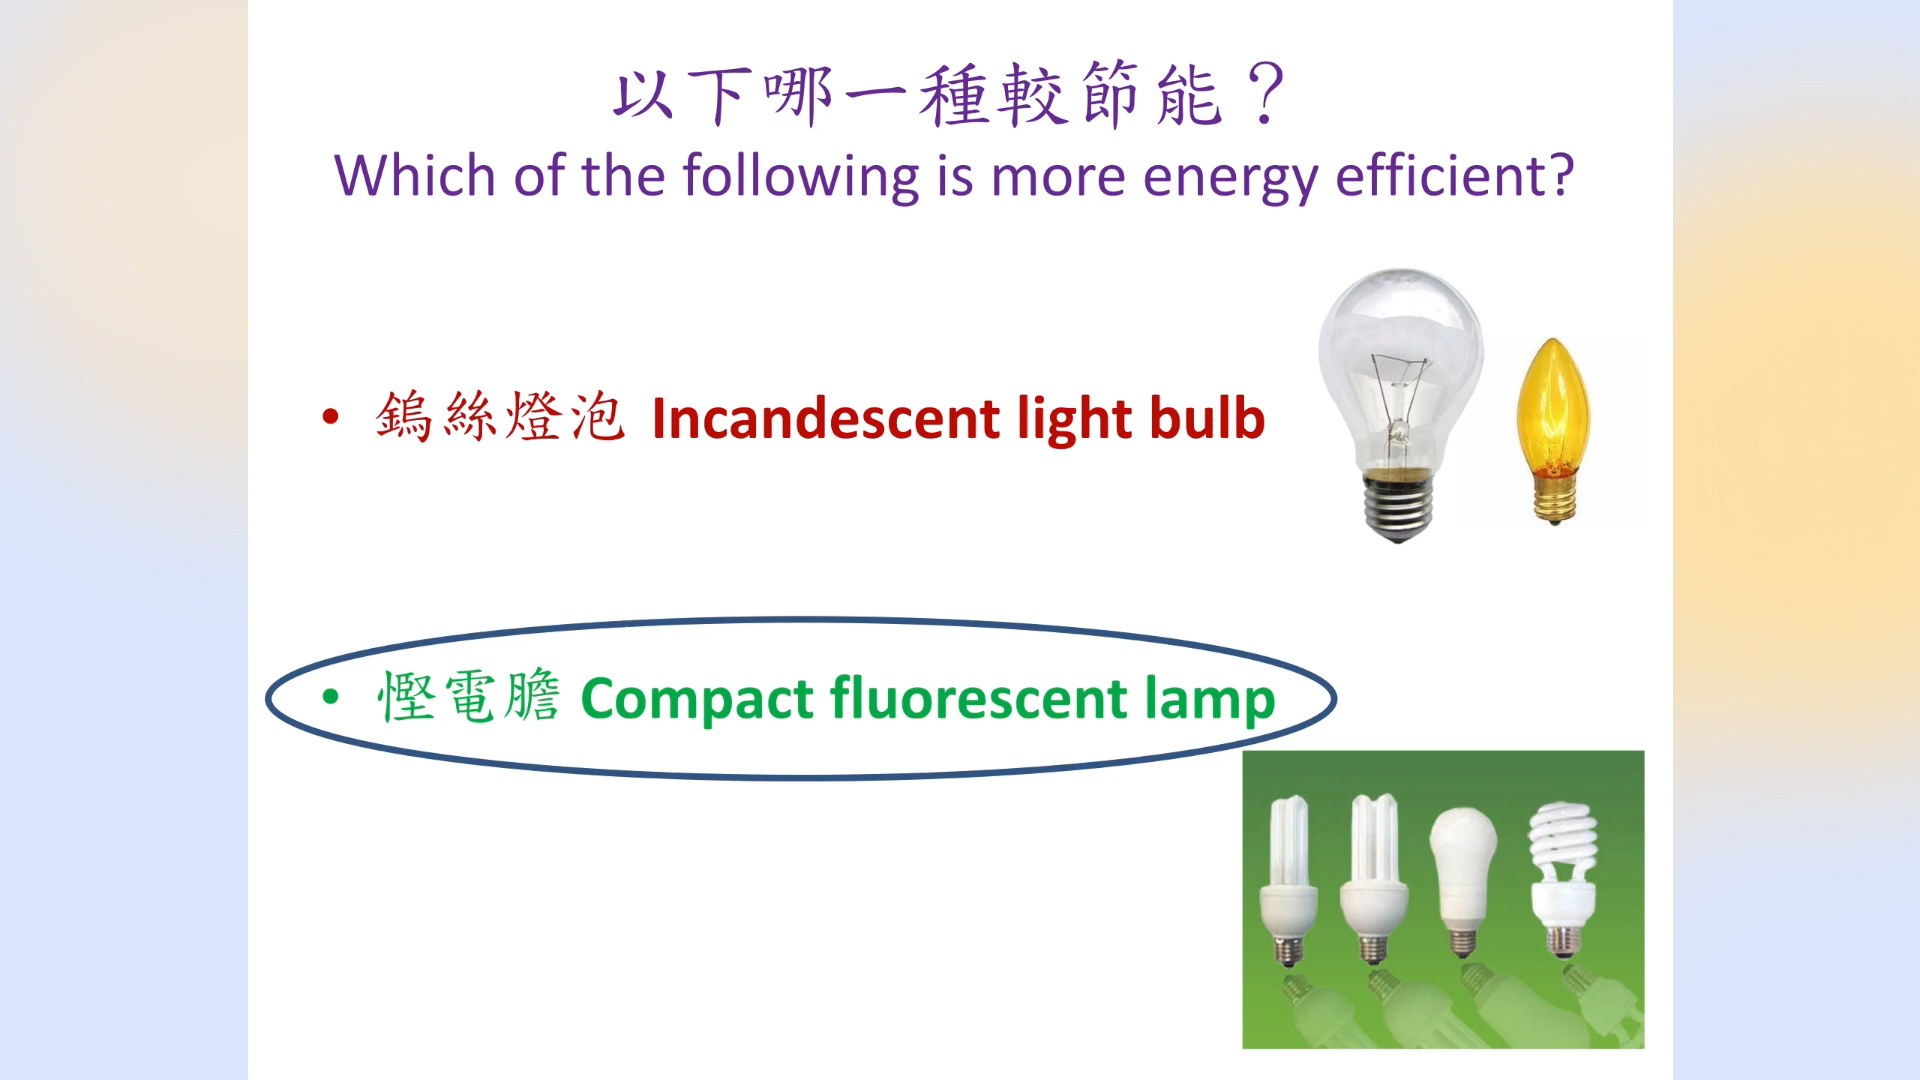 以下哪一種較節能？
Which of the following is more energy efficient?
• 鎢絲燈泡 Incandescent light bulb
• 慳電膽 Compact fluorescent lamp